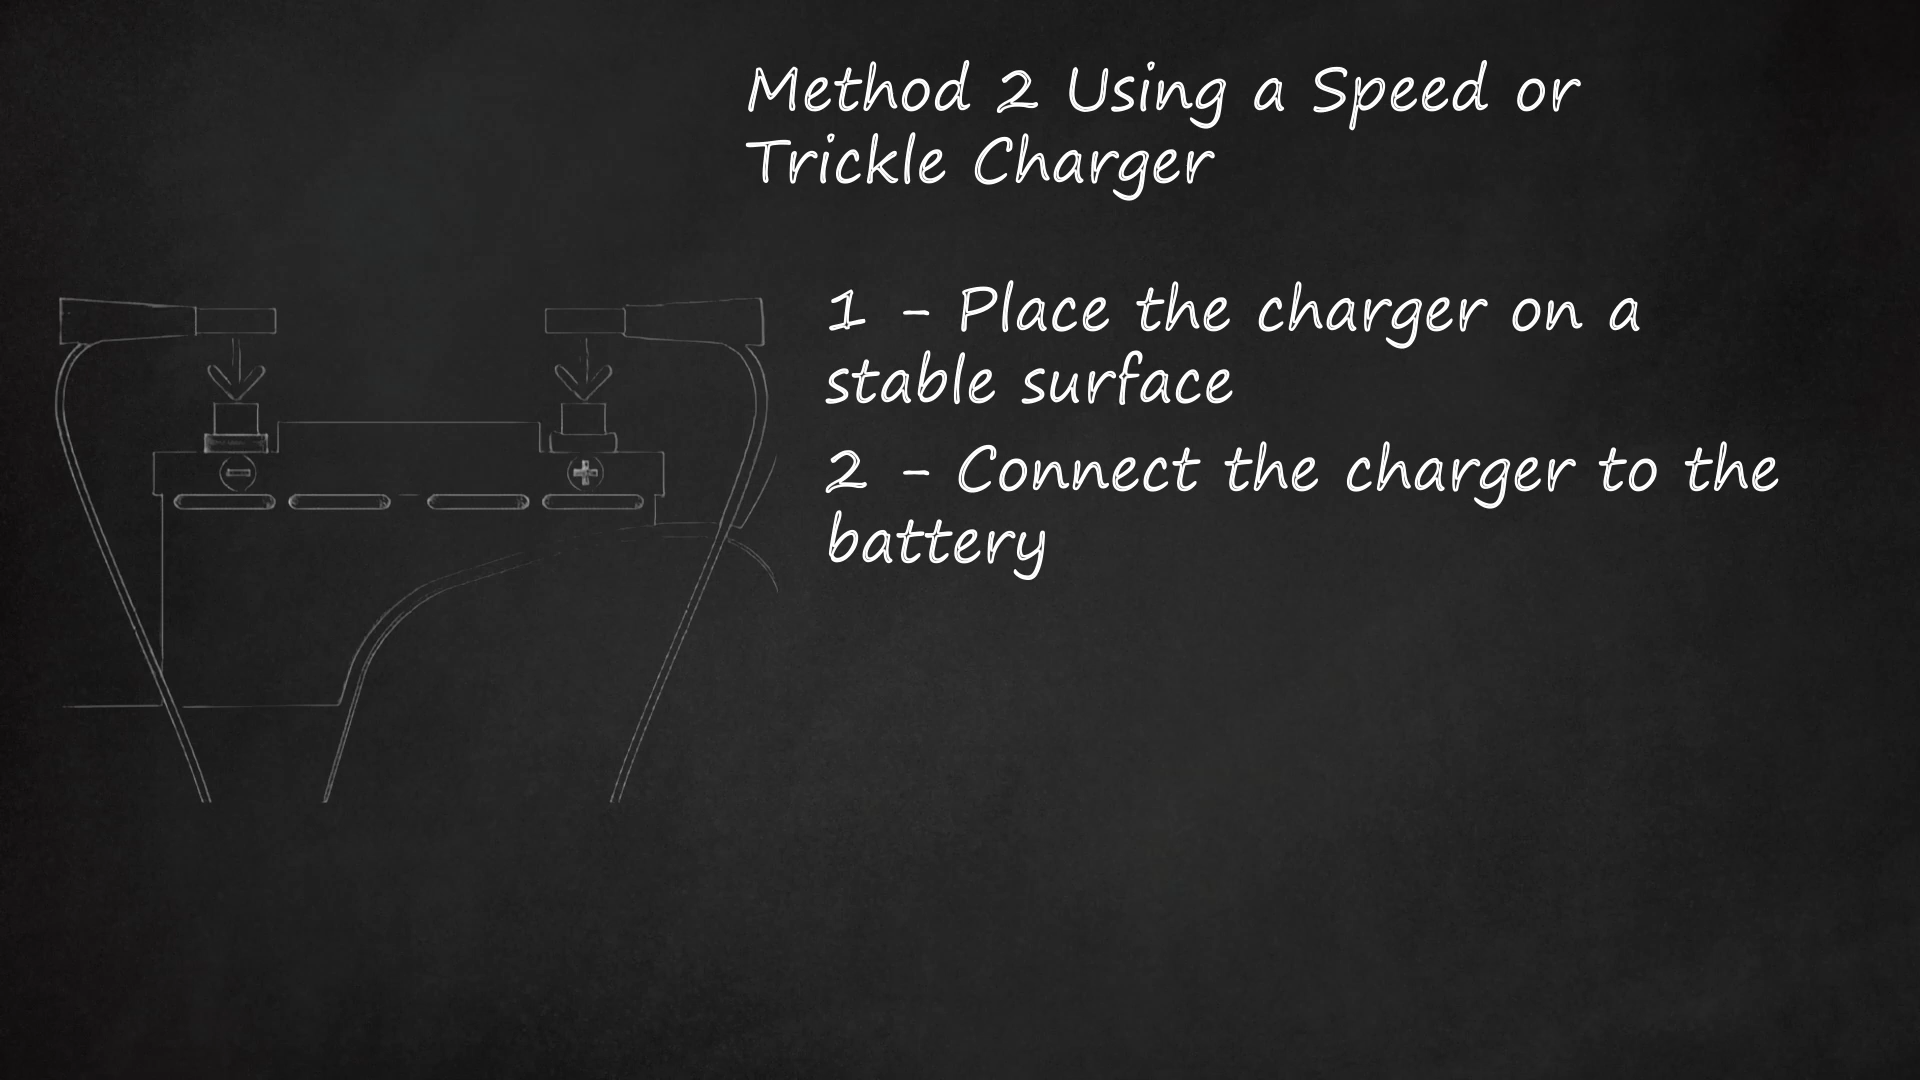 Method 2 Using a Speed or
Trickle Charger
1 - Place the charger on a
stable surface
2 - Connect the charger to the
battery